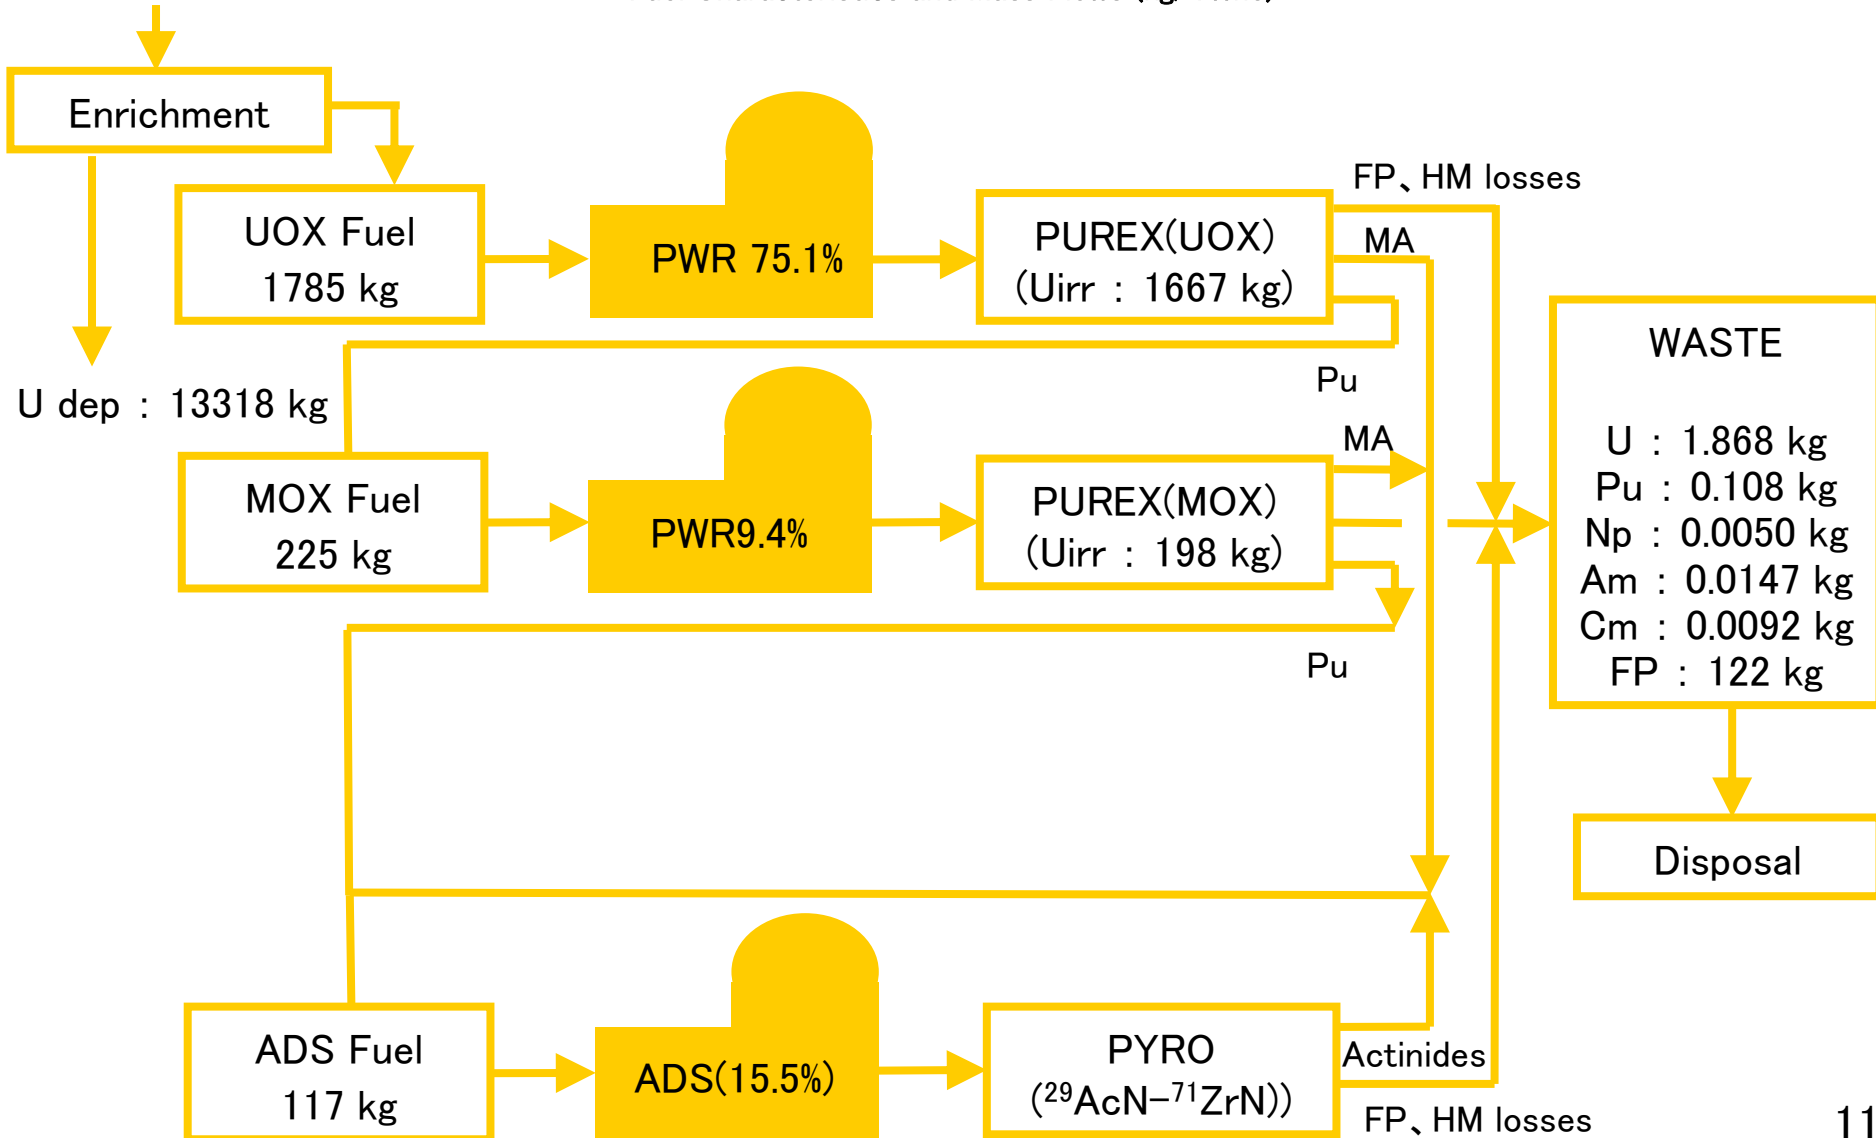 Enrichment
UOX Fuel
1785 kg
PWR 75.1%
PUREX(UOX)
(Uirr : 1667 kg)
FP、HM losses
MA
Pu
U dep : 13318 kg
MOX Fuel
225 kg
PWR9.4%
PUREX(MOX)
(Uirr : 198 kg)
MA
Pu
WASTE
U : 1.868 kg
Pu : 0.108 kg
Np : 0.0050 kg
Am : 0.0147 kg
Cm : 0.0092 kg
FP : 122 kg
Disposal
ADS Fuel
117 kg
ADS(15.5%)
PYRO
(²⁹AcN-⁷¹ZrN))
Actinides
FP、HM losses
11